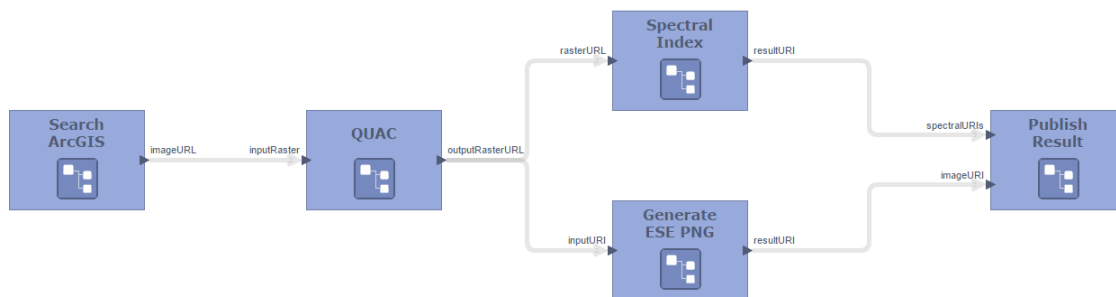 Search
ArcGIS
imageURL
inputRaster
QUAC
outputRasterURL
rasterURL
Spectral
Index
resultURI
inputURI
Generate
ESE PNG
resultURI
spectralURIs
imageURI
Publish
Result